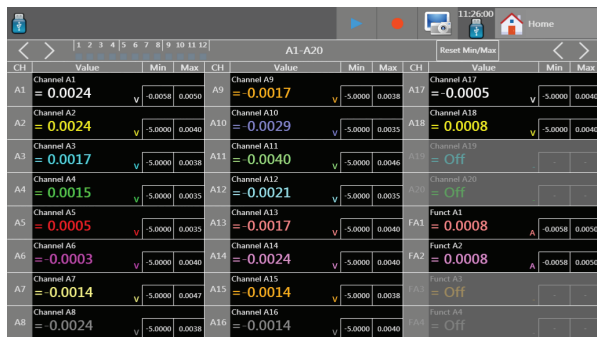 11:26:00
Home
1 2 3 4 5 6 7 8 9 10 11 12
A1-A20
Reset Min/Max
CH Value Min Max CH Value Min Max CH Value Min Max
A1 Channel A1 = 0.0024 V -0.0058 0.0050
A9 Channel A9 =-0.0017 V -5.0000 0.0038
A17 Channel A17 =-0.0005 V -5.0000 0.0040
A2 Channel A2 = 0.0024 V -5.0000 0.0040
A10 Channel A10 =-0.0029 V -5.0000 0.0035
A18 Channel A18 = 0.0008 V -5.0000 0.0040
A3 Channel A3 = 0.0017 V -5.0000 0.0038
A11 Channel A11 =-0.0040 V -5.0000 0.0046
A19 Channel A19 = Off - -
A4 Channel A4 = 0.0015 V -5.0000 0.0035
A12 Channel A12 =-0.0021 V -5.0000 0.0035
A20 Channel A20 = Off - -
A5 Channel A5 = 0.0005 V -5.0000 0.0035
A13 Channel A13 =-0.0017 V -5.0000 0.0040
FA1 Funct A1 = 0.0008 A -0.0058 0.0050
A6 Channel A6 =-0.0003 V -5.0000 0.0040
A14 Channel A14 =-0.0024 V -5.0000 0.0040
FA2 Funct A2 = 0.0008 A -0.0058 0.0050
A7 Channel A7 =-0.0014 V -5.0000 0.0047
A15 Channel A15 =-0.0014 V -5.0000 0.0038
FA3 Funct A3 = Off - -
A8 Channel A8 =-0.0024 V -5.0000 0.0038
A16 Channel A16 =-0.0014 V -5.0000 0.0040
FA4 Funct A4 = Off - -